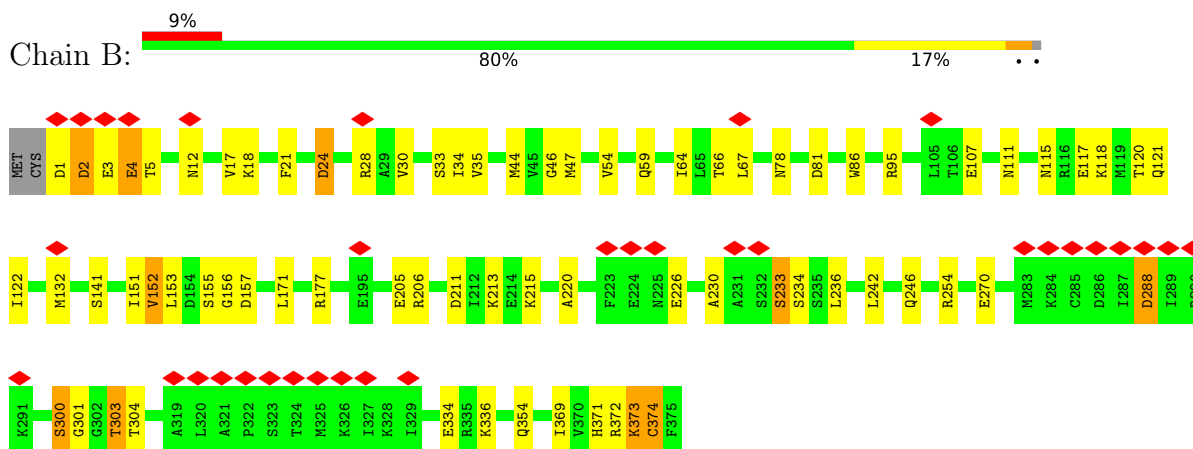 9%
Chain B:
80% 17% • •
MET CYS D1 D2 E3 E4 T5 N12 V17 K18 F21 D24 R28 A29 V30 S33 I34 V35 M44 V45 G46 M47 V54 Q59 I64 L65 T66 L67 N78 D81 W86 R95 L105 T106 E107 N111 N115 R116 E117 K118 M119 T120 Q121
I122 M132 S141 I151 V152 L153 D154 S155 G156 D157 L171 R177 E195 E205 R206 D211 I212 K213 E214 K215 A220 F223 E224 N225 E226 A230 A231 S232 S233 S234 S235 L236 L242 Q246 R254 E270 M283 K284 C285 D286 I287 D288 I289
K291 S300 G301 G302 T303 T304 A319 L320 A321 P322 S323 T324 M325 K326 I327 K328 I329 E334 R335 K336 Q354 I369 V370 H371 R372 K373 C374 F375